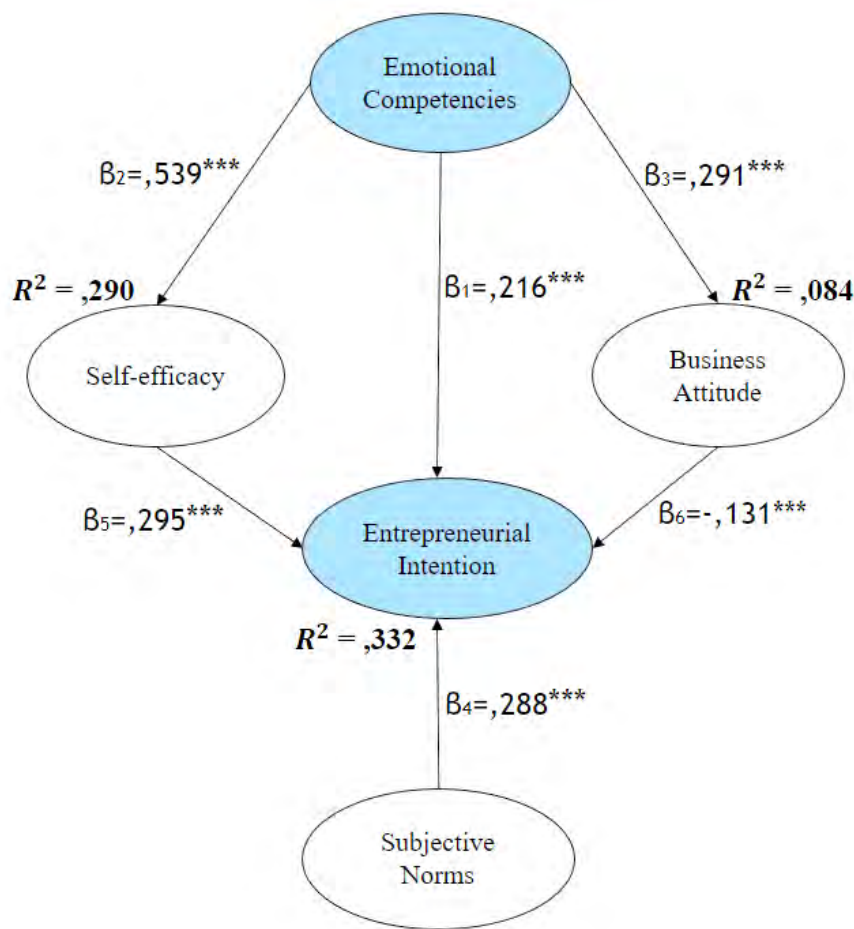 Emotional
Competencies
β2=,539***
β3=,291***
R² = ,290
β1=,216***
R² = ,084
Self-efficacy
Business
Attitude
β5=,295***
Entrepreneurial
Intention
β6=-,131***
R² = ,332
β4=,288***
Subjective
Norms